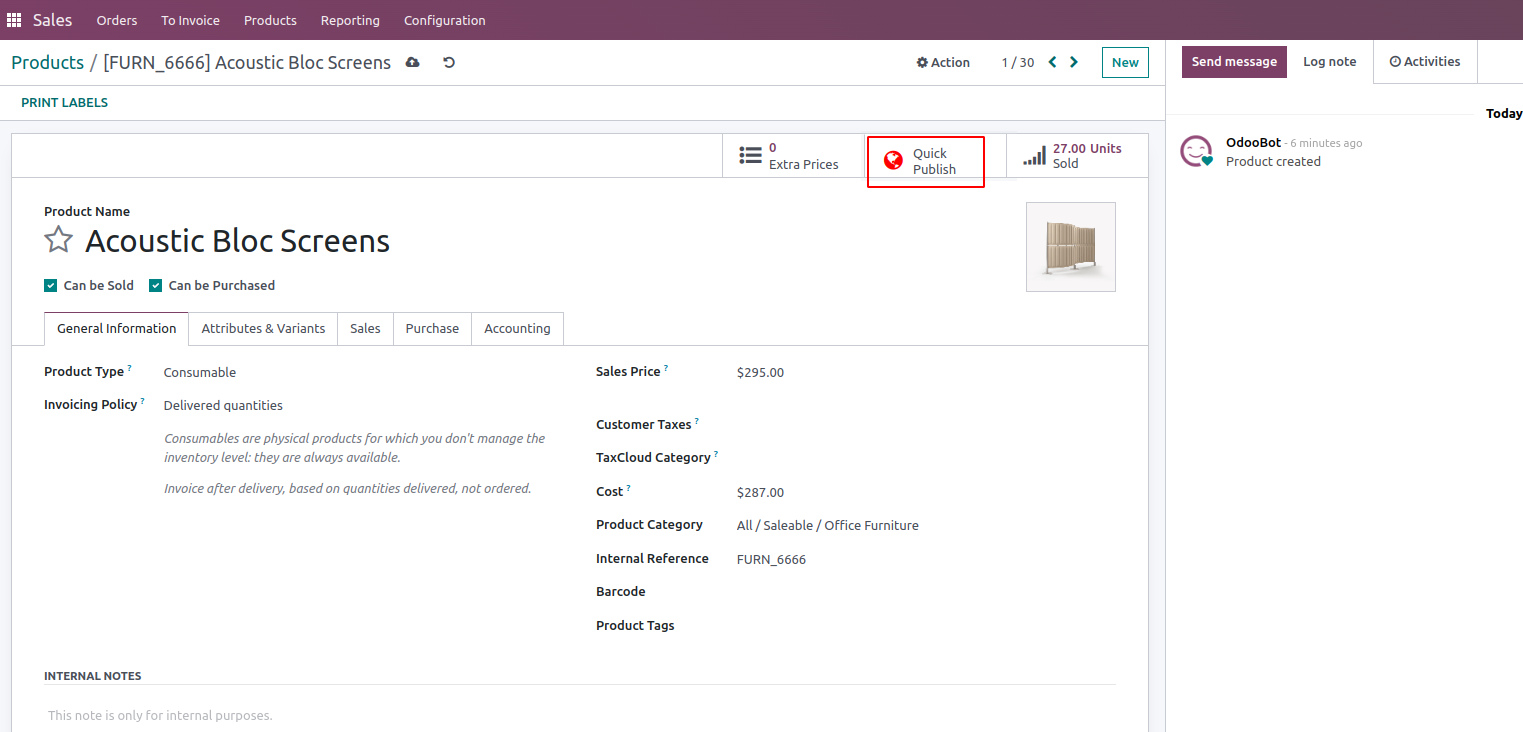 Sales Orders To Invoice Products Reporting Configuration
Products / [FURN_6666] Acoustic Bloc Screens
Action 1 / 30 New
Send message Log note Activities
PRINT LABELS
0
Extra Prices
Quick
Publish
27.00 Units
Sold
Today
OdooBot - 6 minutes ago
Product created
Product Name
Acoustic Bloc Screens
Can be Sold Can be Purchased
General Information Attributes & Variants Sales Purchase Accounting
Product Type ? Consumable
Invoicing Policy ? Delivered quantities
Consumables are physical products for which you don't manage the
inventory level: they are always available.
Invoice after delivery, based on quantities delivered, not ordered.
Sales Price ? $295.00
Customer Taxes ?
TaxCloud Category ?
Cost ? $287.00
Product Category All / Saleable / Office Furniture
Internal Reference FURN_6666
Barcode
Product Tags
INTERNAL NOTES
This note is only for internal purposes.